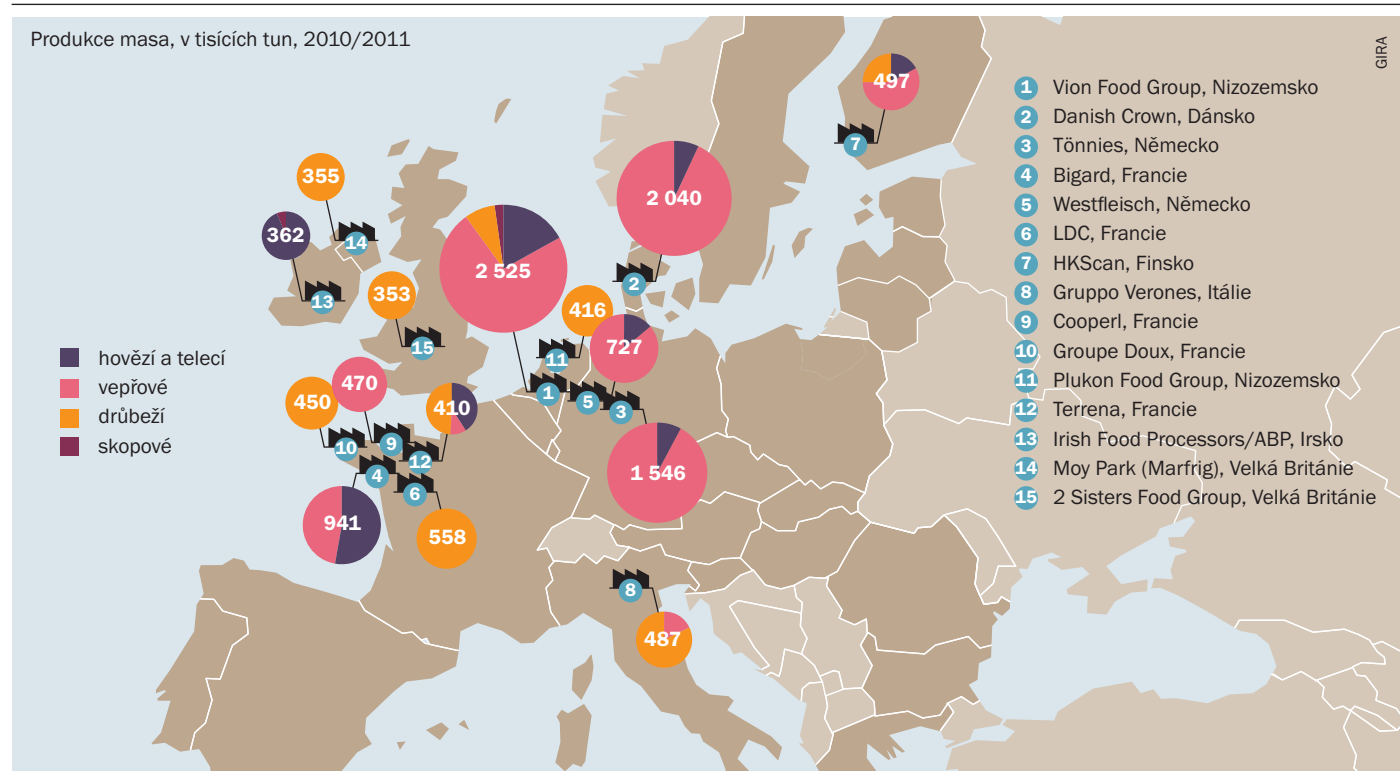 Produkce masa, v tisících tun, 2010/2011
GIRA
1 Vion Food Group, Nizozemsko
2 Danish Crown, Dánsko
3 Tönnies, Německo
4 Bigard, Francie
5 Westfleisch, Německo
6 LDC, Francie
7 HKScan, Finsko
8 Gruppo Verones, Itálie
9 Cooperl, Francie
10 Groupe Doux, Francie
11 Plukon Food Group, Nizozemsko
12 Terrena, Francie
13 Irish Food Processors/ABP, Irsko
14 Moy Park (Marfrig), Velká Británie
15 2 Sisters Food Group, Velká Británie
hovězí a telecí
vepřové
drůbeží
skopové
497
7
355
14
362
13
2 040
2
2 525
1
353
15
416
11
727
5
3
1 546
470
9
450
10
410
12
4
941
6
558
8
487